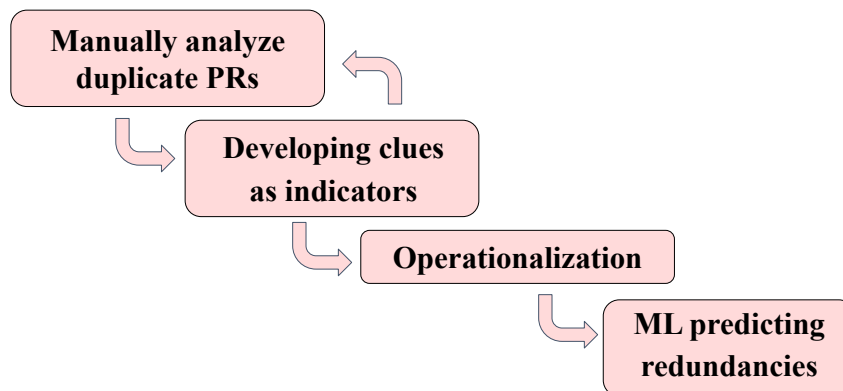 Manually analyze
duplicate PRs
Developing clues
as indicators
Operationalization
ML predicting
redundancies